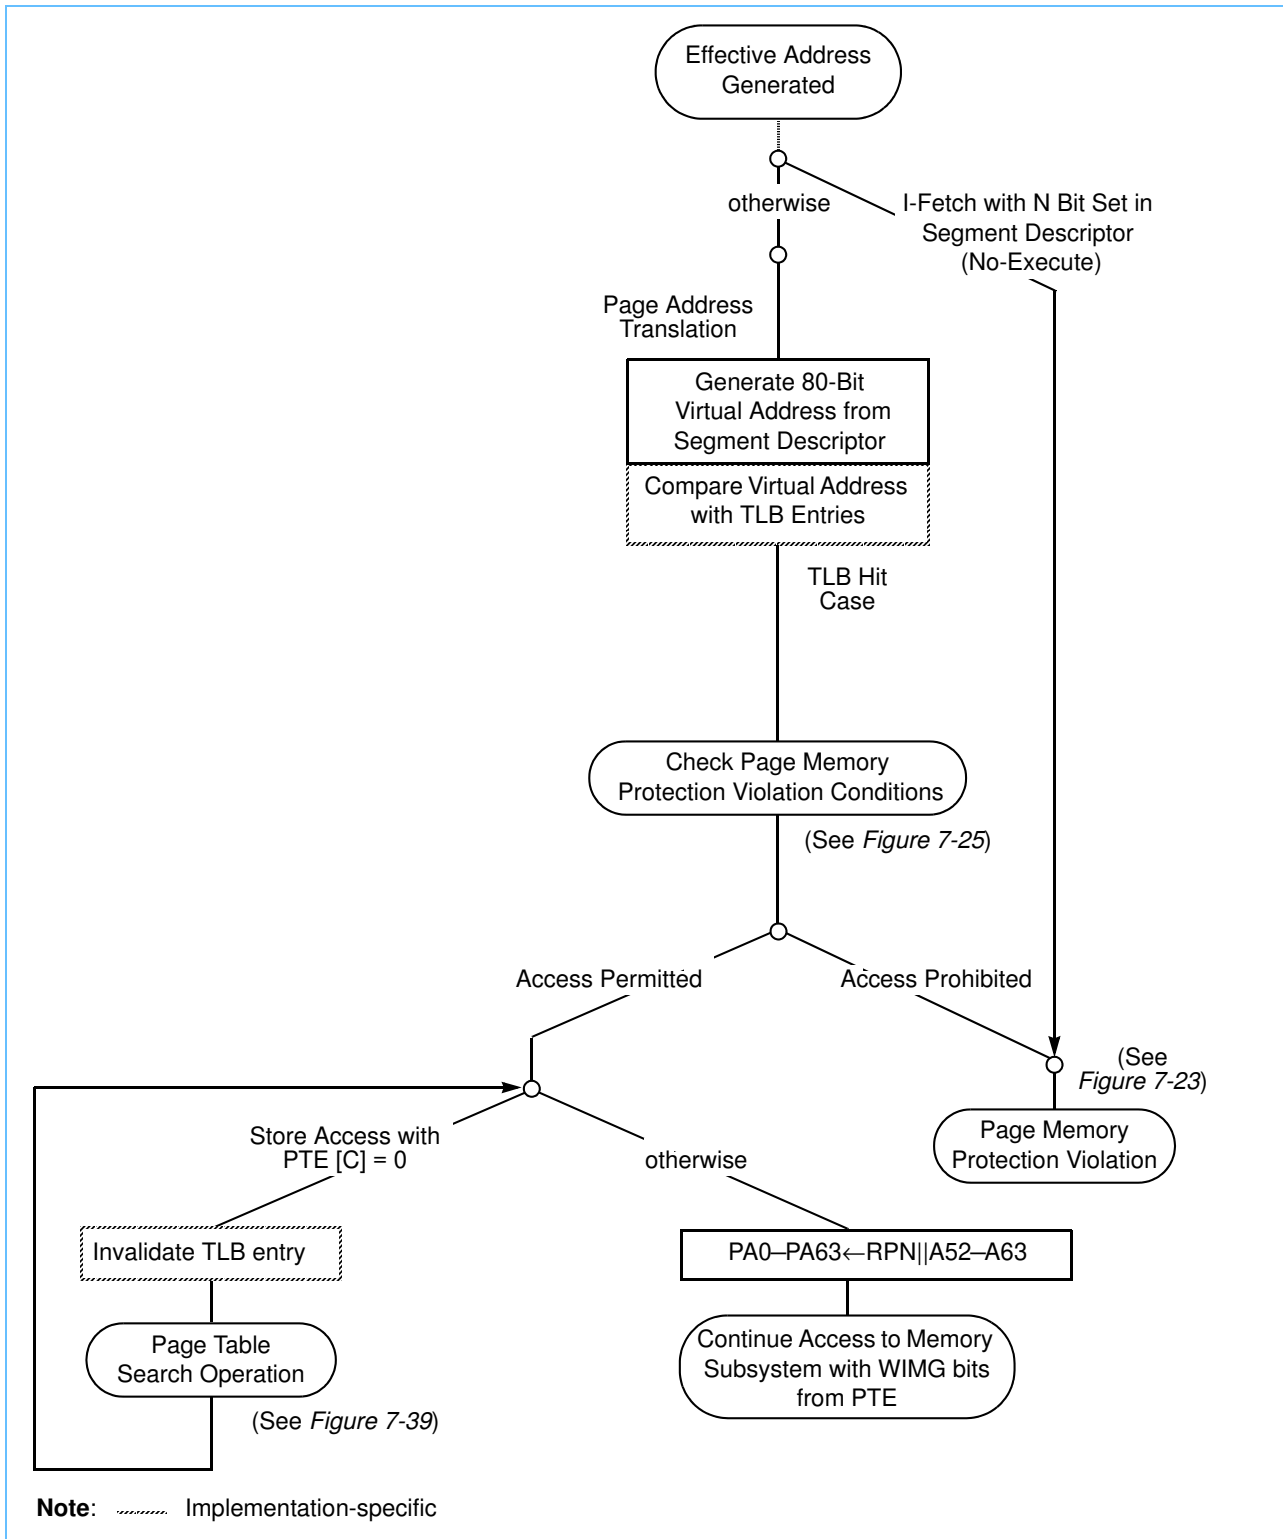 Effective Address
Generated
otherwise
I-Fetch with N Bit Set in
Segment Descriptor
(No-Execute)
Page Address
Translation
Generate 80-Bit
Virtual Address from
Segment Descriptor
Compare Virtual Address
with TLB Entries
TLB Hit
Case
Check Page Memory
Protection Violation Conditions
(See Figure 7-25)
Access Permitted
Access Prohibited
(See
Figure 7-23)
Page Memory
Protection Violation
Store Access with
PTE [C] = 0
otherwise
Invalidate TLB entry
PA0–PA63←RPN||A52–A63
Page Table
Search Operation
(See Figure 7-39)
Continue Access to Memory
Subsystem with WIMG bits
from PTE
Note: Implementation-specific